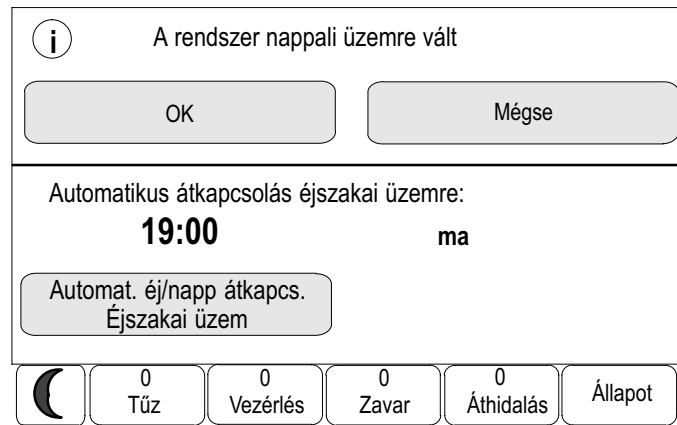 i A rendszer nappali üzemre vált
OK Mégse
Automatikus átkapcsolás éjszakai üzemre:
19:00 ma
Automat. éj/napp átkapcs.
Éjszakai üzem
0 0 0 0
Tűz Vezérlés Zavar Áthidalás Állapot